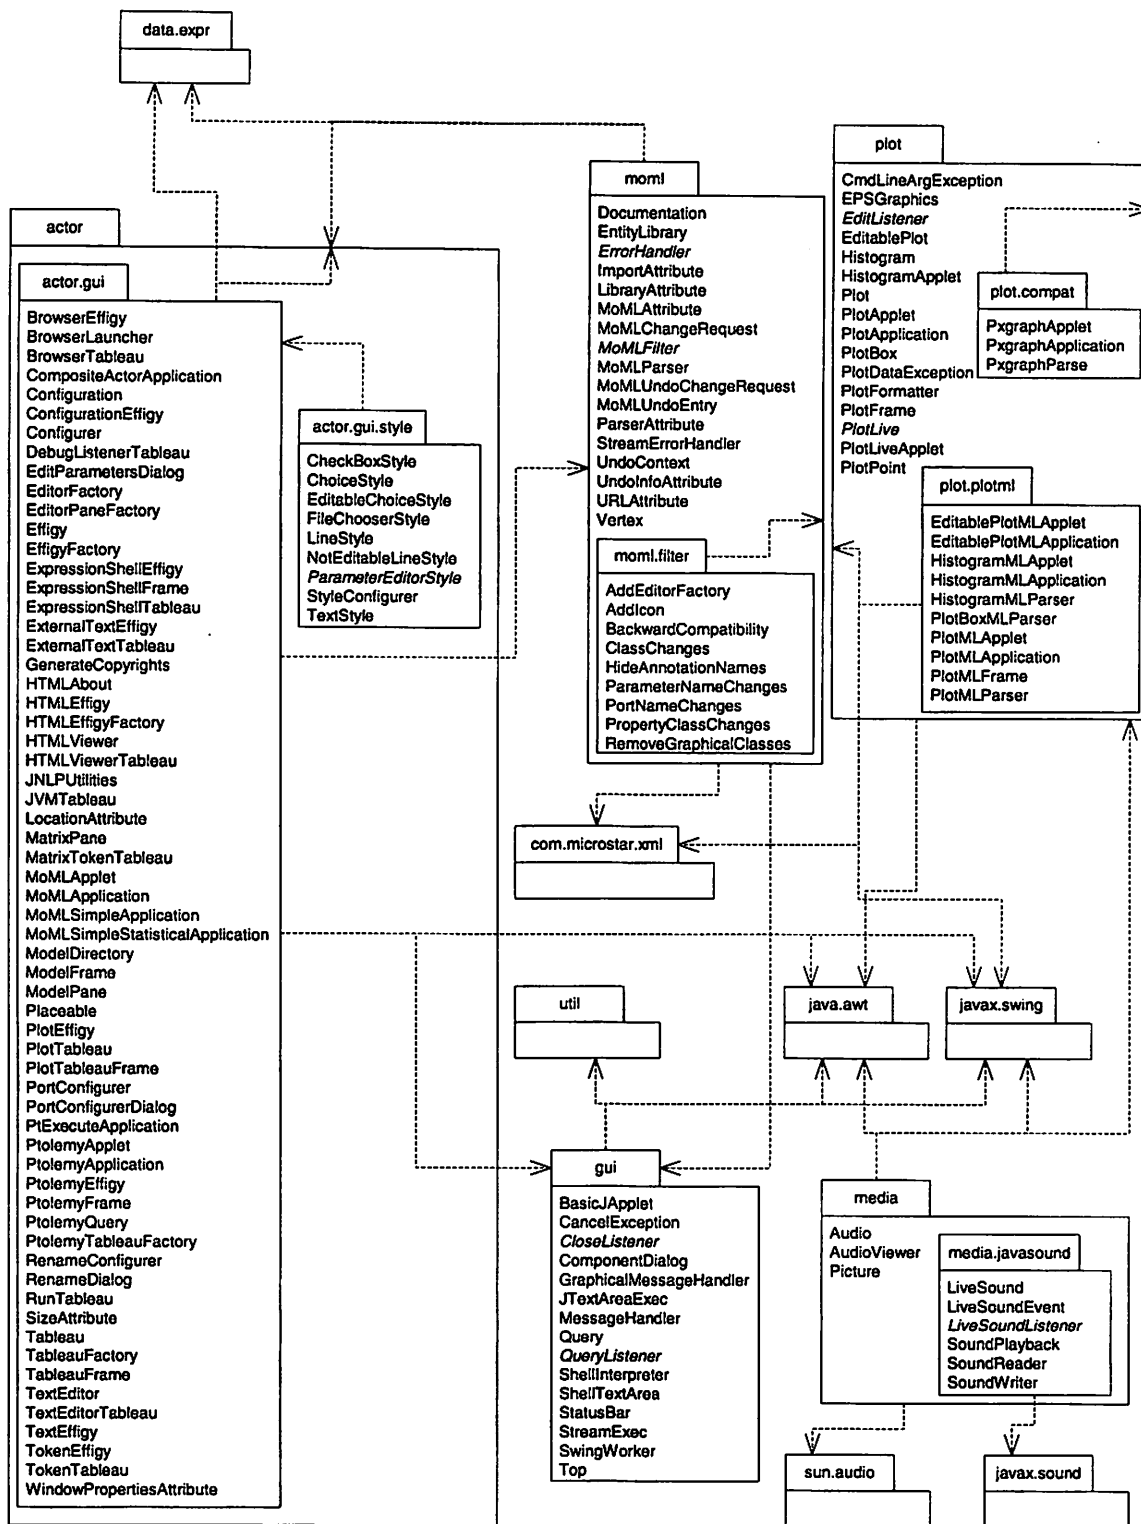 data.expr
actor
actor.gui
BrowserEffigy
BrowserLauncher
BrowserTableau
CompositeActorApplication
Configuration
ConfigurationEffigy
Configurer
DebugListenerTableau
EditParametersDialog
EditorFactory
EditorPaneFactory
Effigy
EffigyFactory
ExpressionShellEffigy
ExpressionShellFrame
ExpressionShellTableau
ExternalTextEffigy
ExternalTextTableau
GenerateCopyrights
HTMLAbout
HTMLEffigy
HTMLEffigyFactory
HTMLViewer
HTMLViewerTableau
JNLPUtilities
JVMTableau
LocationAttribute
MatrixPane
MatrixTokenTableau
MoMLApplet
MoMLApplication
MoMLSimpleApplication
MoMLSimpleStatisticalApplication
ModelDirectory
ModelFrame
ModelPane
Placeable
PlotEffigy
PlotTableau
PlotTableauFrame
PortConfigurer
PortConfigurerDialog
PtExecuteApplication
PtolemyApplet
PtolemyApplication
PtolemyEffigy
PtolemyFrame
PtolemyQuery
PtolemyTableauFactory
RenameConfigurer
RenameDialog
RunTableau
SizeAttribute
Tableau
TableauFactory
TableauFrame
TextEditor
TextEditorTableau
TextEffigy
TokenEffigy
TokenTableau
WindowPropertiesAttribute
actor.gui.style
CheckBoxStyle
ChoiceStyle
EditableChoiceStyle
FileChooserStyle
LineStyle
NotEditableLineStyle
ParameterEditorStyle
StyleConfigurer
TextStyle
moml
Documentation
EntityLibrary
ErrorHandler
ImportAttribute
LibraryAttribute
MoMLAttribute
MoMLChangeRequest
MoMLFilter
MoMLParser
MoMLUndoChangeRequest
MoMLUndoEntry
ParserAttribute
StreamErrorHandler
UndoContext
UndoInfoAttribute
URLAttribute
Vertex
moml.filter
AddEditorFactory
AddIcon
BackwardCompatibility
ClassChanges
HideAnnotationNames
ParameterNameChanges
PortNameChanges
PropertyClassChanges
RemoveGraphicalClasses
plot
CmdLineArgException
EPSGraphics
EditListener
EditablePlot
Histogram
HistogramApplet
Plot
PlotApplet
PlotApplication
PlotBox
PlotDataException
PlotFormatter
PlotFrame
PlotLive
PlotLiveApplet
PlotPoint
plot.compat
PxgraphApplet
PxgraphApplication
PxgraphParse
plot.plotml
EditablePlotMLApplet
EditablePlotMLApplication
HistogramMLApplet
HistogramMLApplication
HistogramMLParser
PlotBoxMLParser
PlotMLApplet
PlotMLApplication
PlotMLFrame
PlotMLParser
com.microstar.xml
util
java.awt
javax.swing
gui
BasicJApplet
CancelException
CloseListener
ComponentDialog
GraphicalMessageHandler
JTextAreaExec
MessageHandler
Query
QueryListener
ShellInterpreter
ShellTextArea
StatusBar
StreamExec
SwingWorker
Top
media
Audio
AudioViewer
Picture
media.javasound
LiveSound
LiveSoundEvent
LiveSoundListener
SoundPlayback
SoundReader
SoundWriter
sun.audio
javax.sound